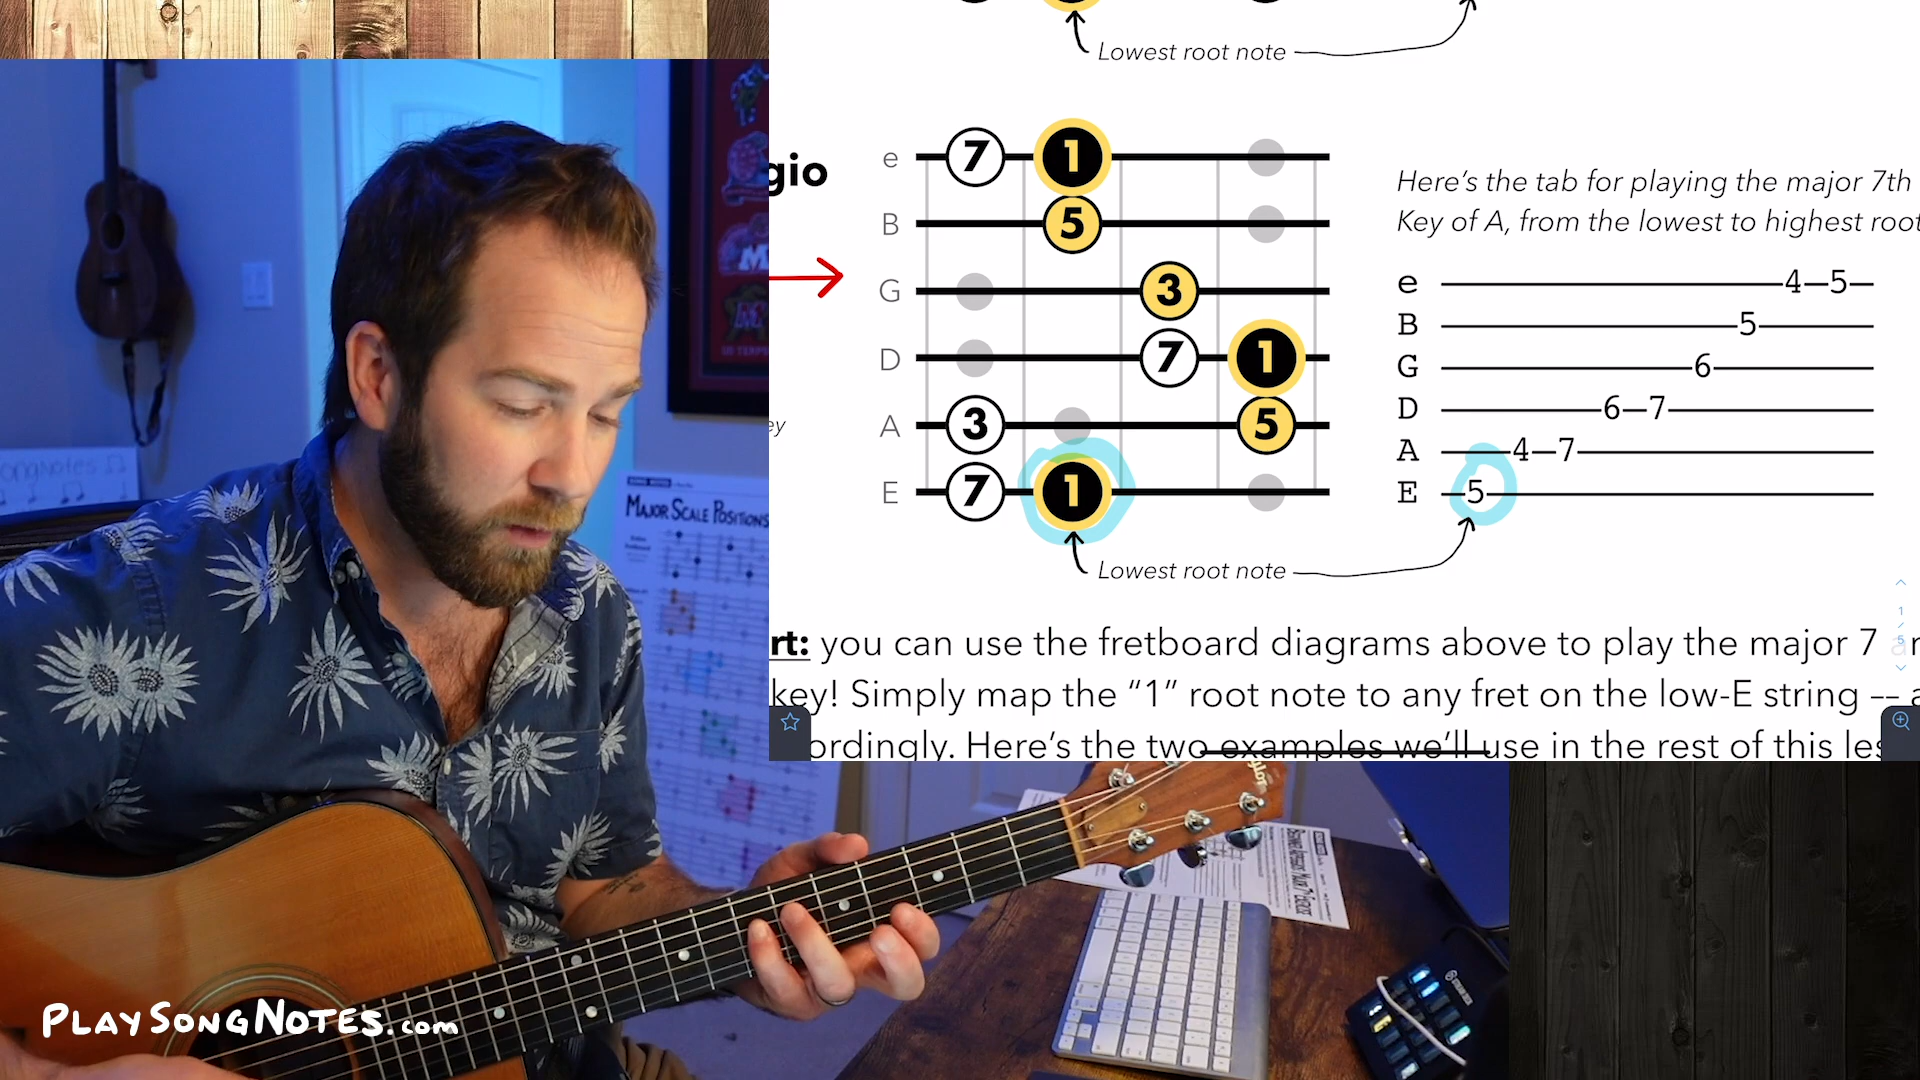 Lowest root note
gio
e 7 1
B 5
G 3
D 7 1
A 3 5
E 7 1
ey
Lowest root note
Here's the tab for playing the major 7th
Key of A, from the lowest to highest root
e 4 5
B 5
G 6
D 6 7
A 4 7
E 5
rt: you can use the fretboard diagrams above to play the major 7
key! Simply map the “1” root note to any fret on the low-E string --
ordingly. Here's the two examples we'll use in the rest of this les
1
/
5
SongNotes
Major Scale Positions
PlaySongNotes.com